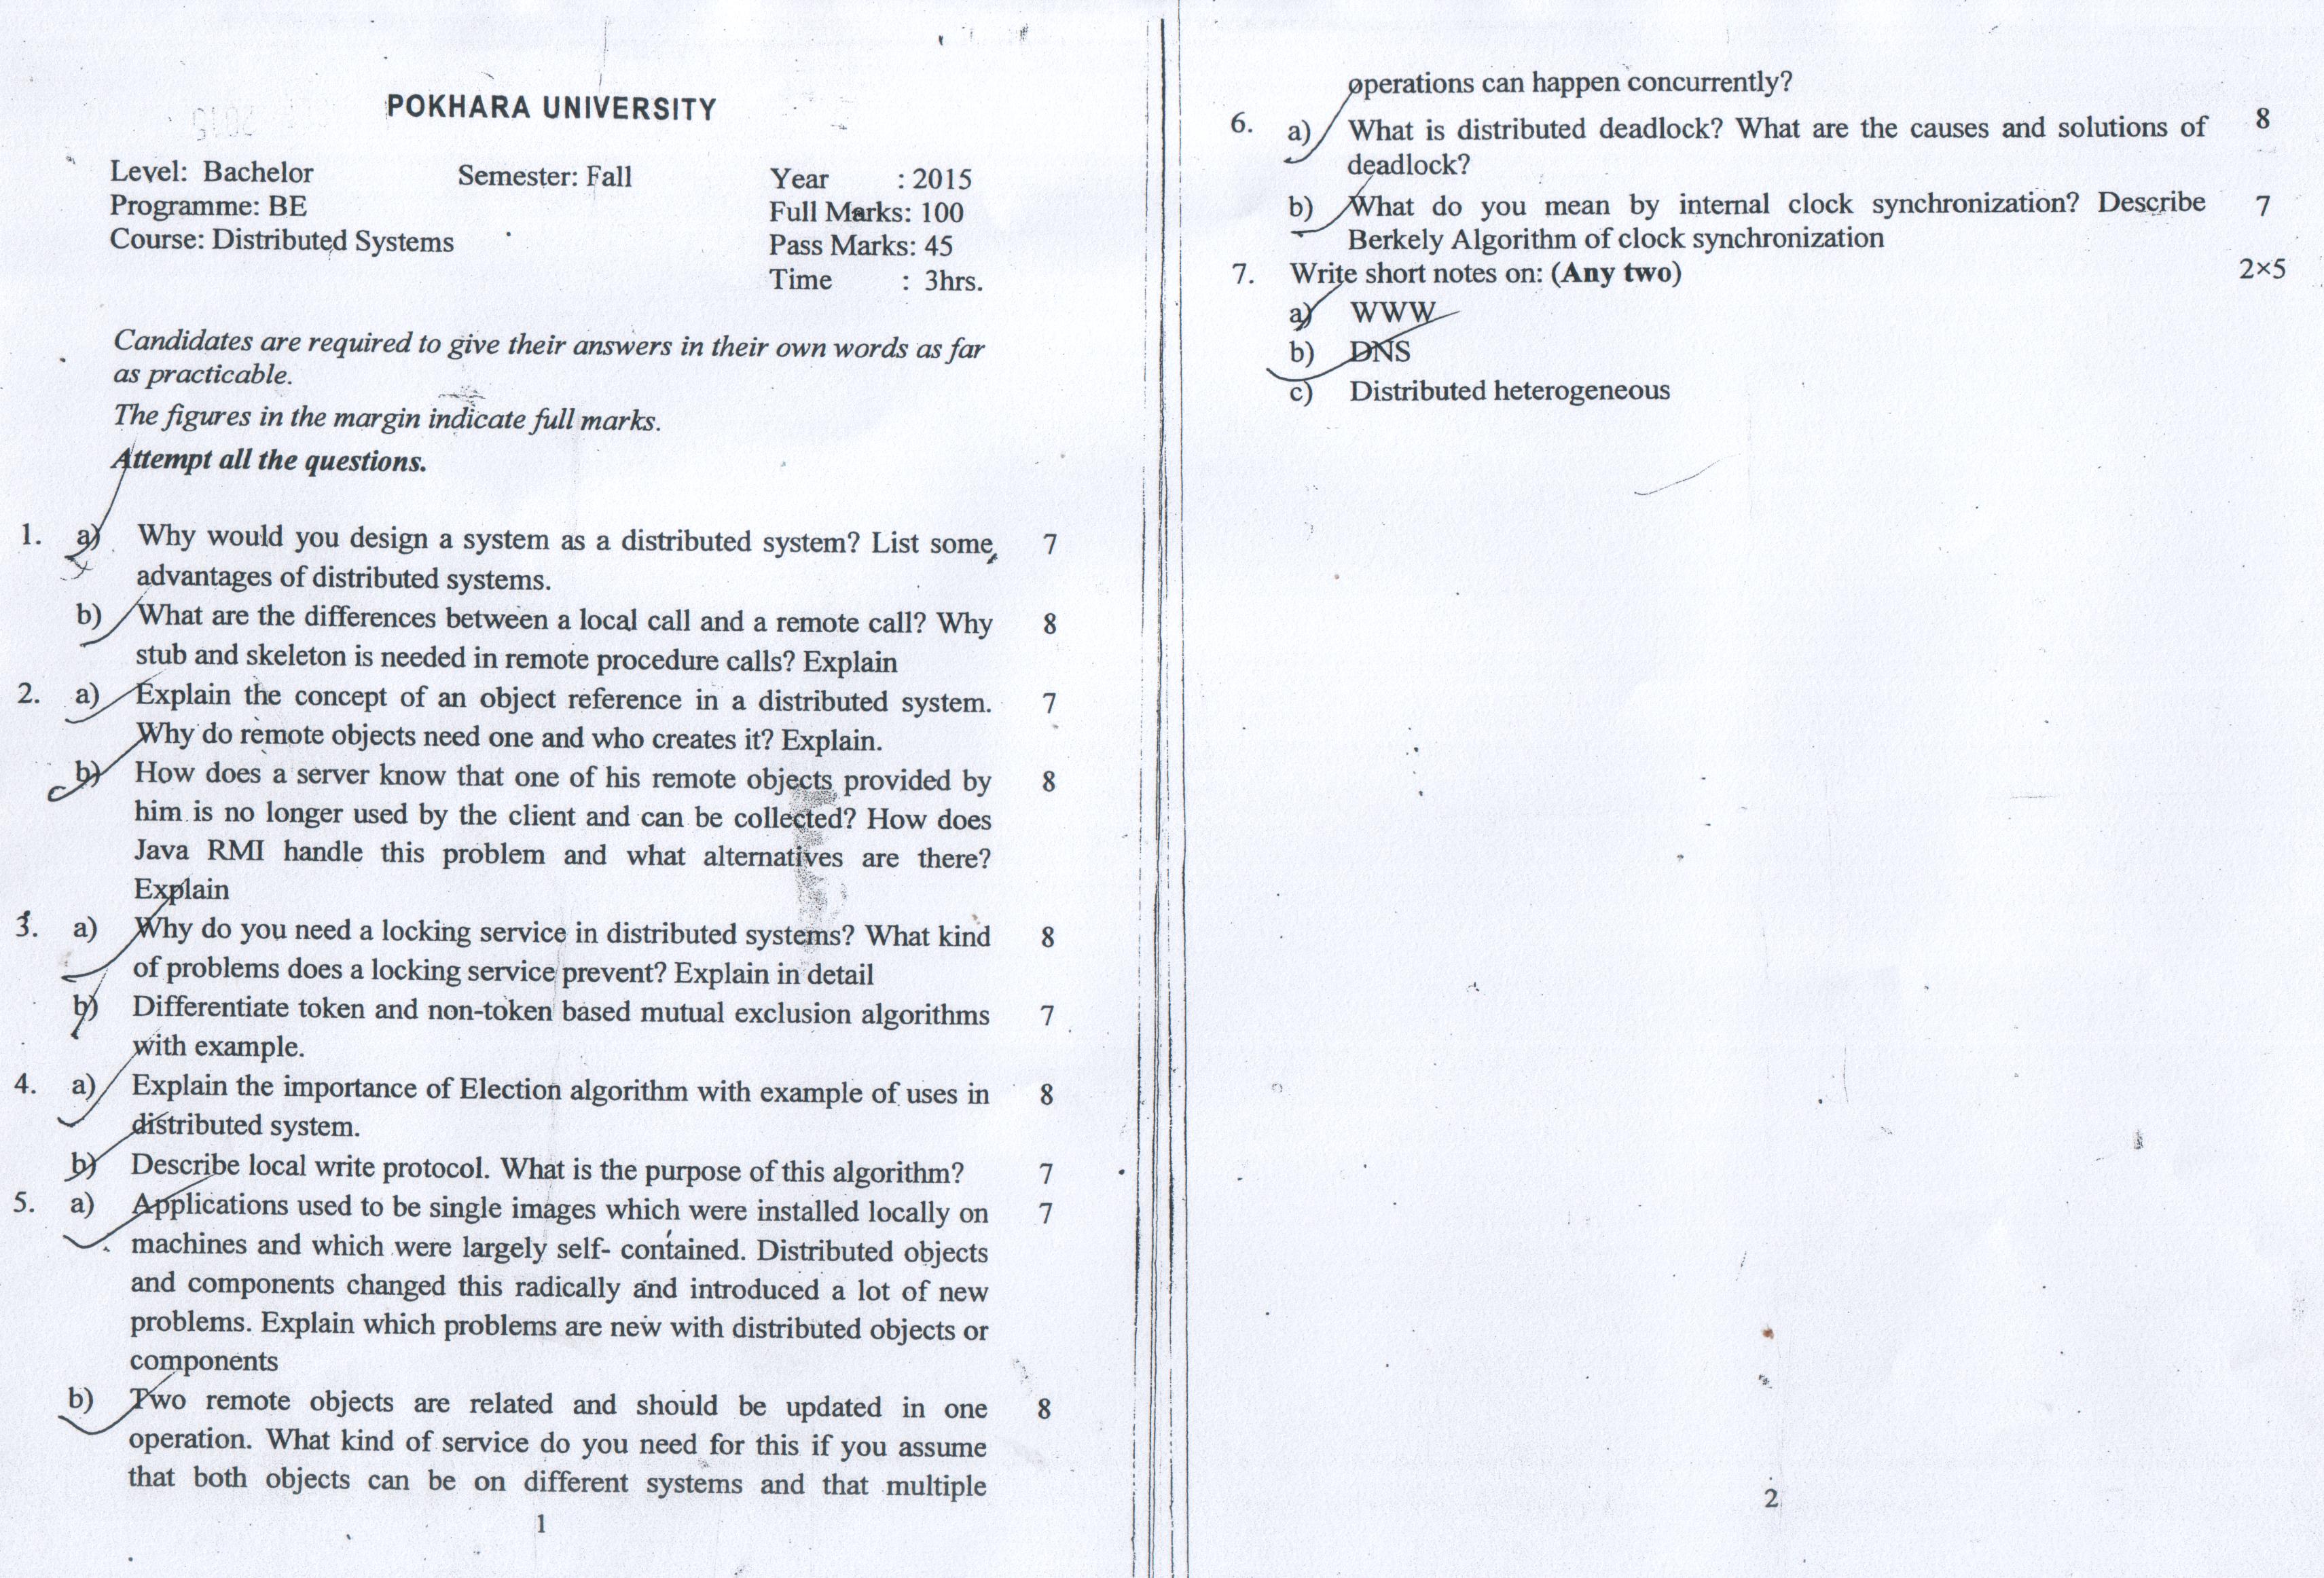 POKHARA UNIVERSITY
Level: Bachelor Semester: Fall Year : 2015
Programme: BE Full Marks: 100
Course: Distributed Systems Pass Marks: 45
Time : 3hrs.
Candidates are required to give their answers in their own words as far
as practicable.
The figures in the margin indicate full marks.
Attempt all the questions.
1. a) Why would you design a system as a distributed system? List some 7
advantages of distributed systems.
b) What are the differences between a local call and a remote call? Why 8
stub and skeleton is needed in remote procedure calls? Explain
2. a) Explain the concept of an object reference in a distributed system. 7
Why do remote objects need one and who creates it? Explain.
b) How does a server know that one of his remote objects provided by 8
him is no longer used by the client and can be collected? How does
Java RMI handle this problem and what alternatives are there?
Explain
3. a) Why do you need a locking service in distributed systems? What kind 8
of problems does a locking service prevent? Explain in detail
b) Differentiate token and non-token based mutual exclusion algorithms 7
with example.
4. a) Explain the importance of Election algorithm with example of uses in 8
distributed system.
b) Describe local write protocol. What is the purpose of this algorithm? 7
5. a) Applications used to be single images which were installed locally on 7
machines and which were largely self- contained. Distributed objects
and components changed this radically and introduced a lot of new
problems. Explain which problems are new with distributed objects or
components
b) Two remote objects are related and should be updated in one 8
operation. What kind of service do you need for this if you assume
that both objects can be on different systems and that multiple
1
operations can happen concurrently?
6. a) What is distributed deadlock? What are the causes and solutions of 8
deadlock?
b) What do you mean by internal clock synchronization? Describe 7
Berkely Algorithm of clock synchronization
7. Write short notes on: (Any two) 2×5
a) WWW
b) DNS
c) Distributed heterogeneous
2